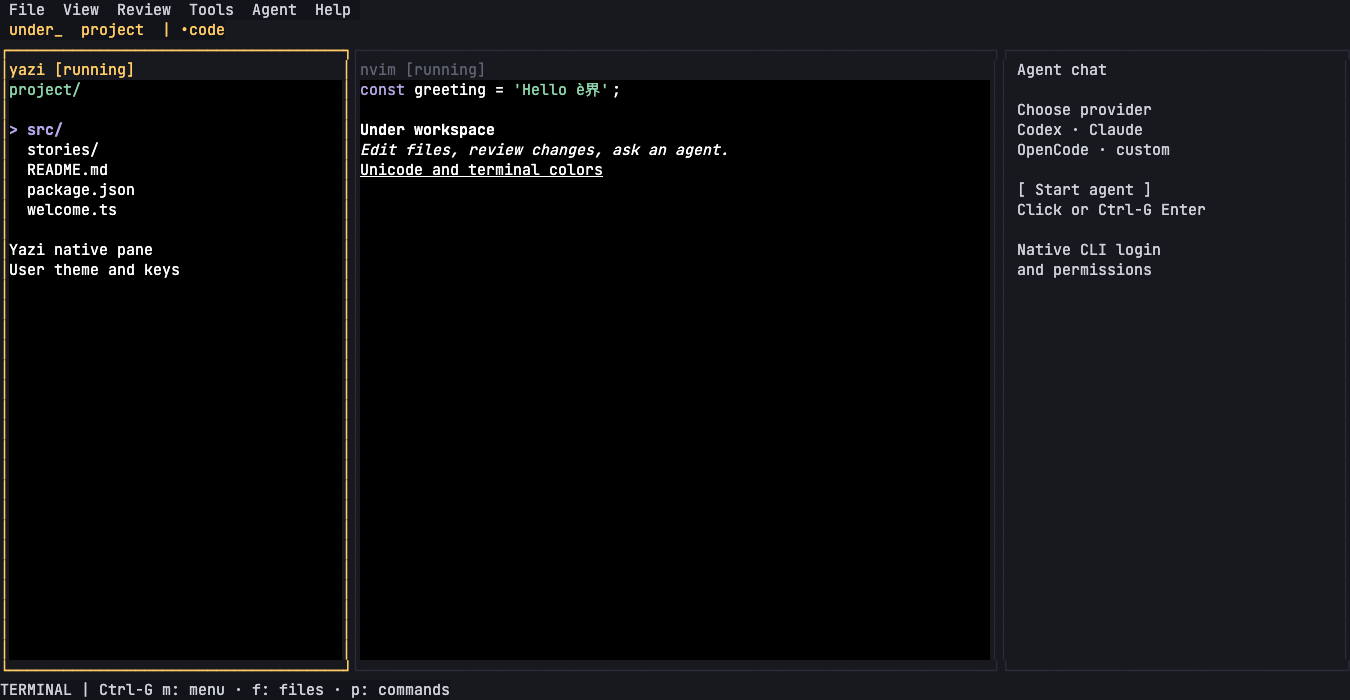 File  View  Review  Tools  Agent  Help
under_  project  | •code
yazi [running]
project/
> src/
stories/
README.md
package.json
welcome.ts
Yazi native pane
User theme and keys
nvim [running]
const greeting = 'Hello è界';
Under workspace
Edit files, review changes, ask an agent.
Unicode and terminal colors
Agent chat
Choose provider
Codex · Claude
OpenCode · custom
[ Start agent ]
Click or Ctrl-G Enter
Native CLI login
and permissions
TERMINAL | Ctrl-G m: menu · f: files · p: commands